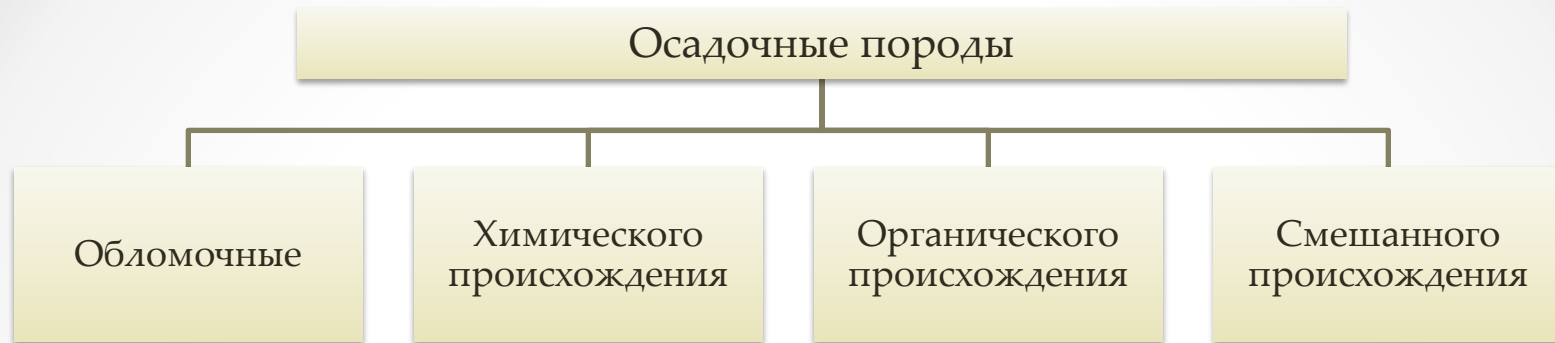 Осадочные породы
Обломочные
Химического
происхождения
Органического
происхождения
Смешанного
происхождения